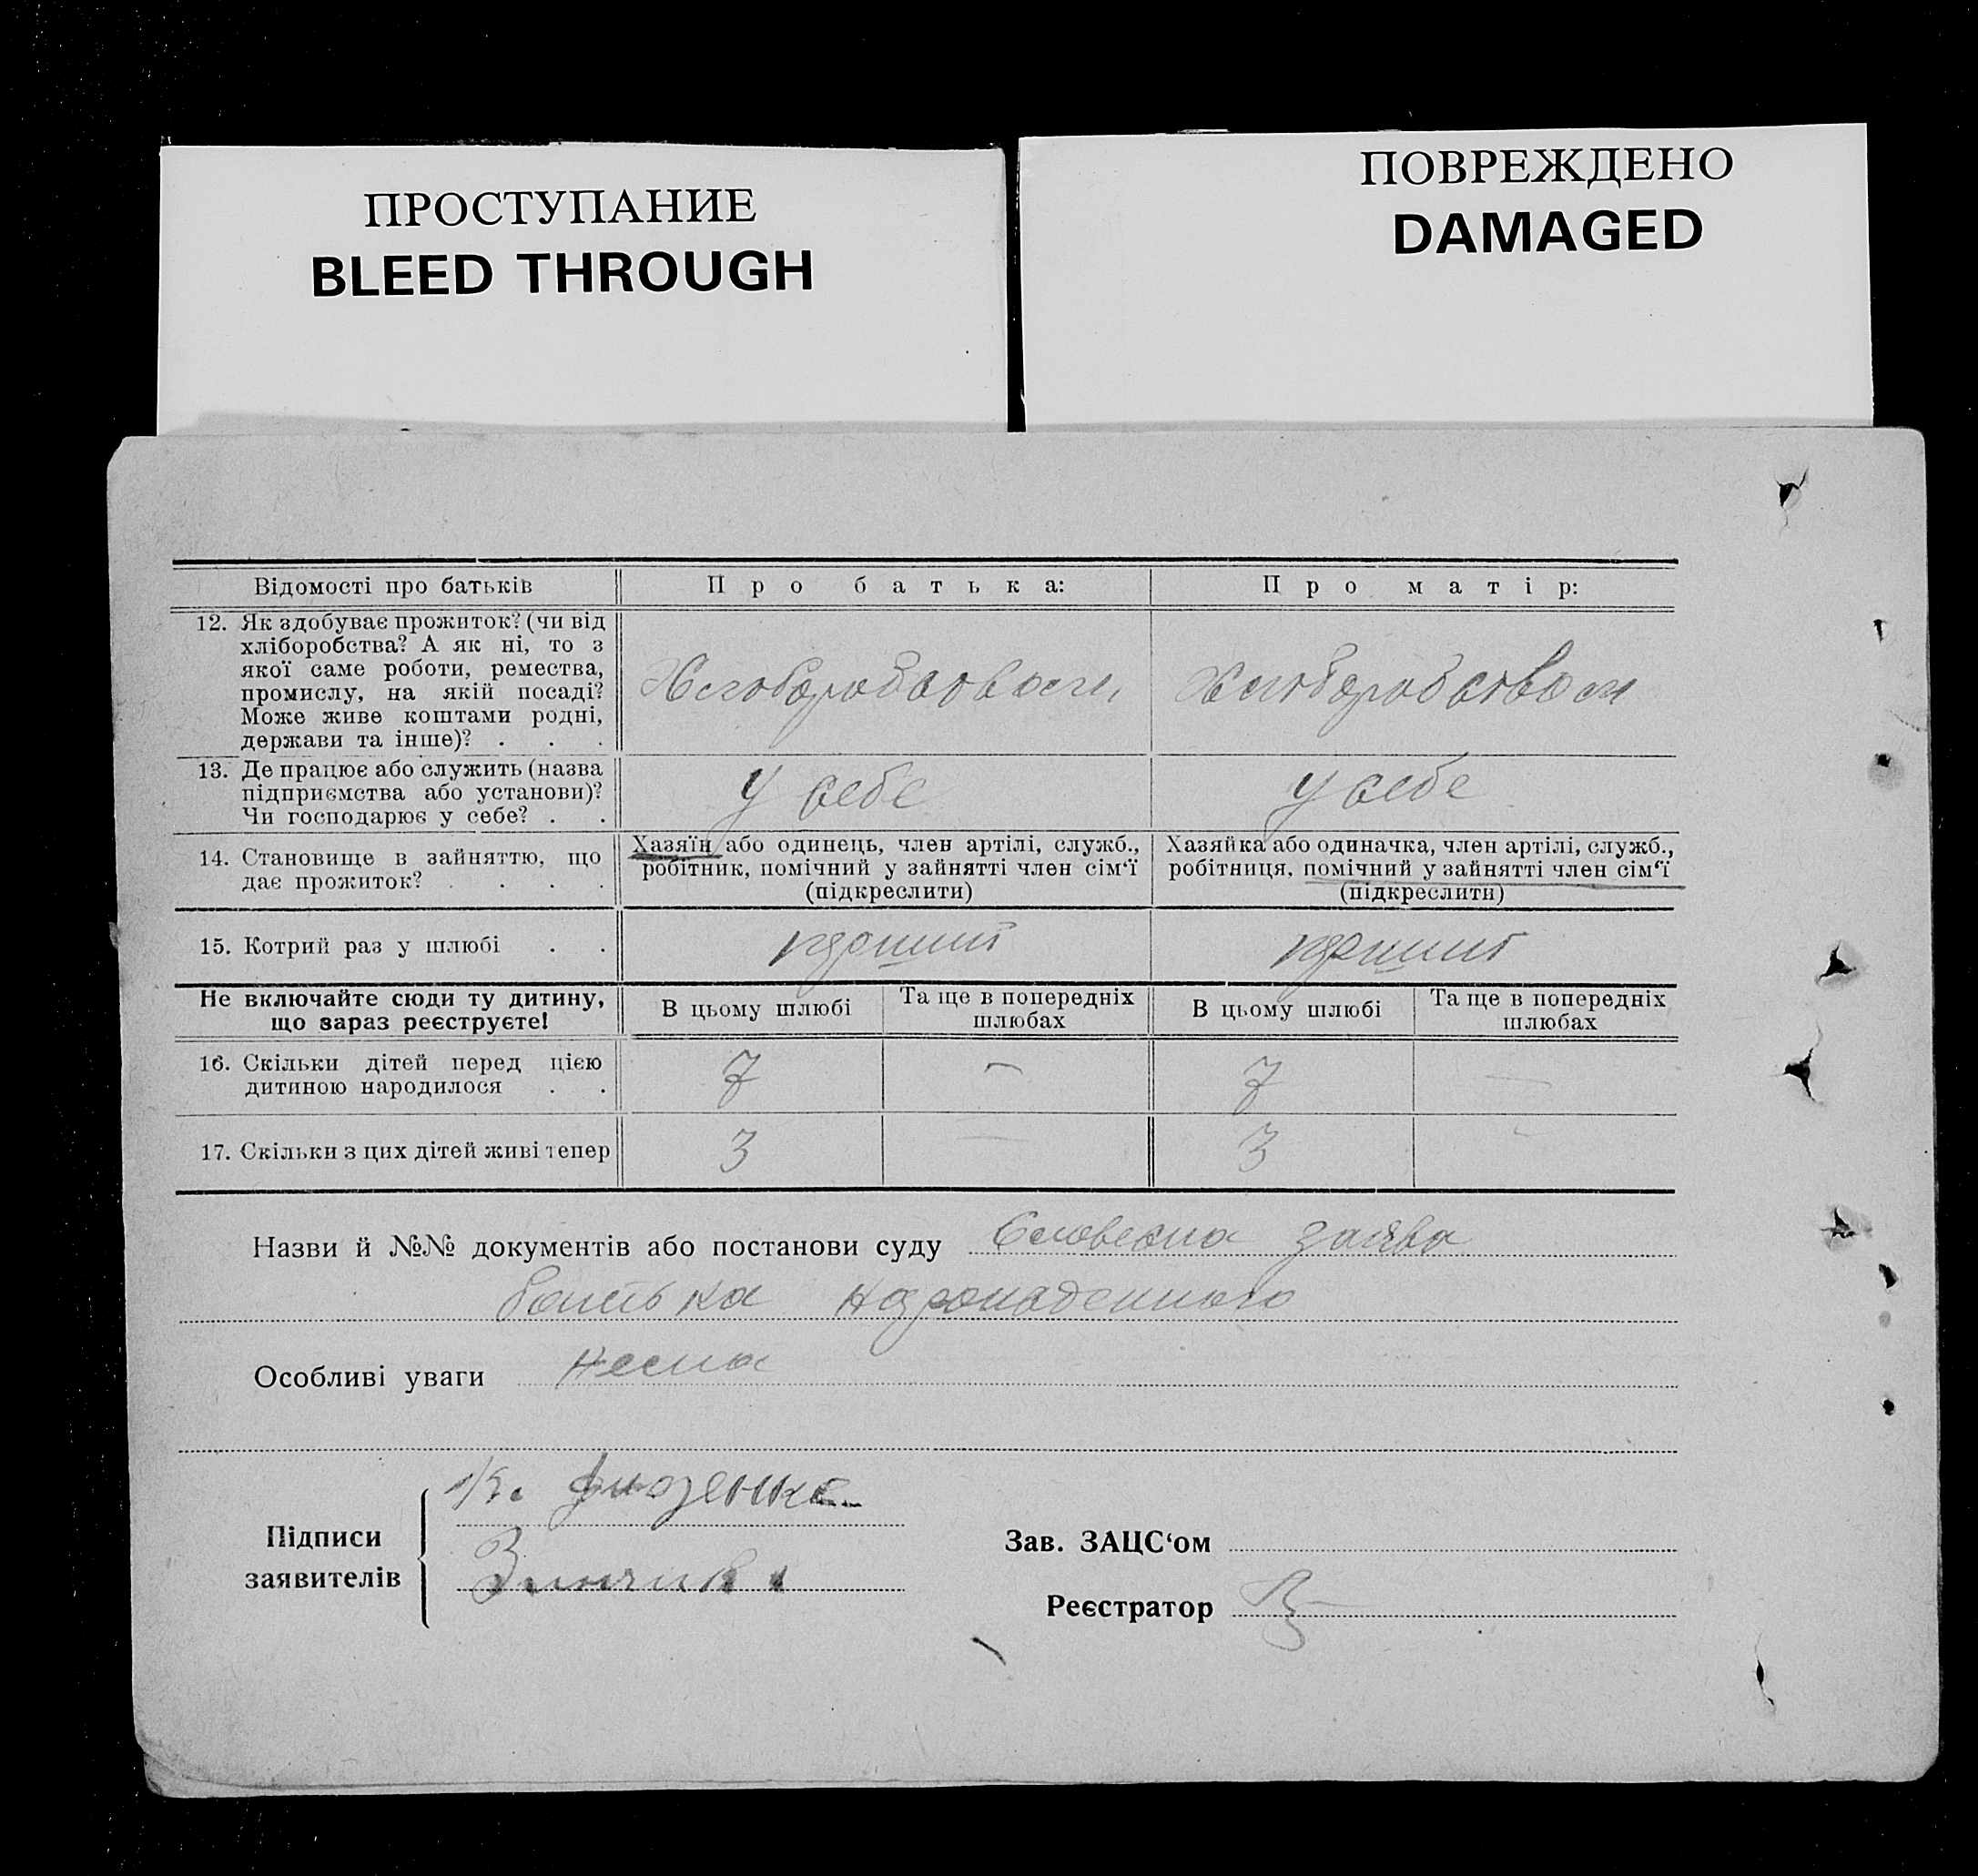 ПРОСТУПАНИЕ
BLEED THROUGH
ПОВРЕЖДЕНО
DAMAGED
Відомості про батьків
Про батька:
Про матір:
12. Як здобуває прожиток? (чи від
хліборобства? А як ні, то з
якої саме роботи, ремества,
промислу, на якій посаді?
Може живе коштами родні,
держави та інше)? . . .
Хліборобством
Хліборобством
13. Де працює або служить (назва
підприємства або установи)?
Чи господарює у себе? . .
У себе
У себе
14. Становище в зайняттю, що
дає прожиток? . . . .
Хазяїн або одинець, член артілі, служб.,
робітник, помічний у зайнятті член сім‘ї
(підкреслити)
Хазяйка або одиначка, член артілі, служб.,
робітниця, помічний у зайнятті член сім‘ї
(підкреслити)
15. Котрий раз у шлюбі . .
Не включайте сюди ту дитину,
що зараз реєструєте!
В цьому шлюбі
Та ще в попередніх
шлюбах
В цьому шлюбі
Та ще в попередніх
шлюбах
16. Скільки дітей перед цією
дитиною народилося . .
7
—
7
—
17. Скільки з цих дітей живі тепер
3
—
3
-
Назви й №№ документів або постанови суду Словесна заява
батька
Особливі уваги
Підписи
заявителів
Зав. ЗАЦС‘ом
Реєстратор